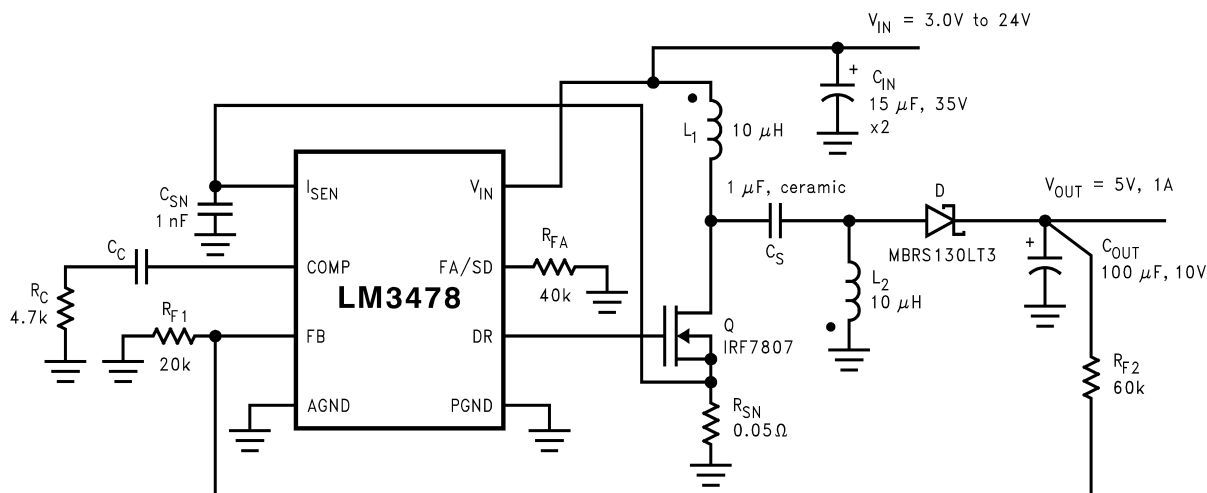 V_IN = 3.0V to 24V
+
C_IN
15 μF, 35V
x2
L_1
10 μH
I_SEN
V_IN
C_SN
1 nF
1 μF, ceramic
D
V_OUT = 5V, 1A
C_S
MBRS130LT3
+
C_OUT
100 μF, 10V
R_FA
40k
C_C
COMP
FA/SD
L_2
10 μH
R_C
4.7k
LM3478
R_F1
20k
FB
DR
Q
IRF7807
R_F2
60k
AGND
PGND
R_SN
0.05Ω